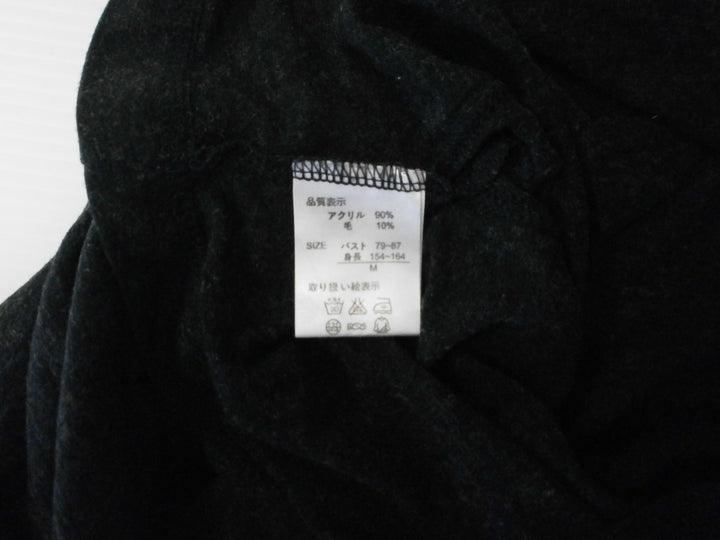 品質表示
アクリル 90%
毛 10%
SIZE バスト 79-87
身長 154-164
M
取り扱い絵表示